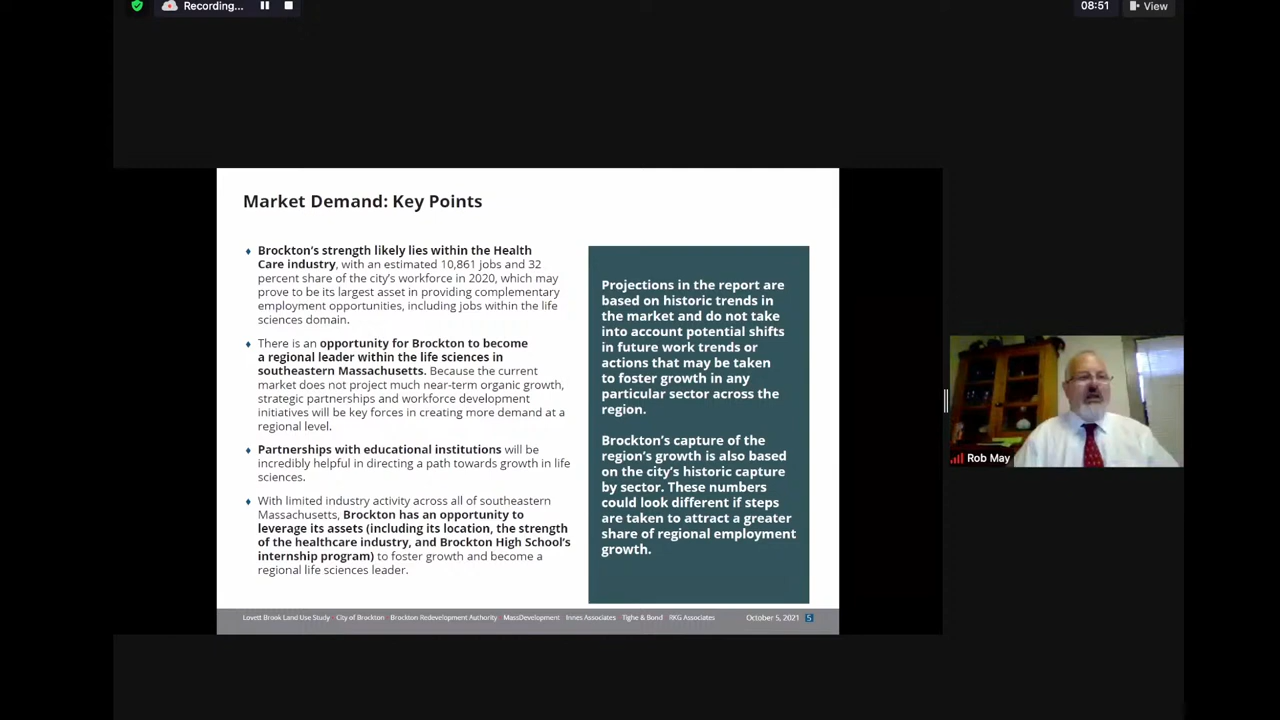 Recording...
08:51
View
Market Demand: Key Points
Brockton's strength likely lies within the Health
Care industry, with an estimated 10,861 jobs and 32
percent share of the city's workforce in 2020, which may
prove to be its largest asset in providing complementary
employment opportunities, including jobs within the life
sciences domain.
There is an opportunity for Brockton to become
a regional leader within the life sciences in
southeastern Massachusetts. Because the current
market does not project much near-term organic growth,
strategic partnerships and workforce development
initiatives will be key forces in creating more demand at a
regional level.
Partnerships with educational institutions will be
incredibly helpful in directing a path towards growth in life
sciences.
With limited industry activity across all of southeastern
Massachusetts, Brockton has an opportunity to
leverage its assets (including its location, the strength
of the healthcare industry, and Brockton High School's
internship program) to foster growth and become a
regional life sciences leader.
Projections in the report are
based on historic trends in
the market and do not take
into account potential shifts
in future work trends or
actions that may be taken
to foster growth in any
particular sector across the
region.
Brockton's capture of the
region's growth is also based
on the city's historic capture
by sector. These numbers
could look different if steps
are taken to attract a greater
share of regional employment
growth.
Lovett Brook Land Use Study City of Brockton Brockton Redevelopment Authority MassDevelopment Innes Associates Tighe & Bond RKG Associates October 5, 2021 5
Rob May